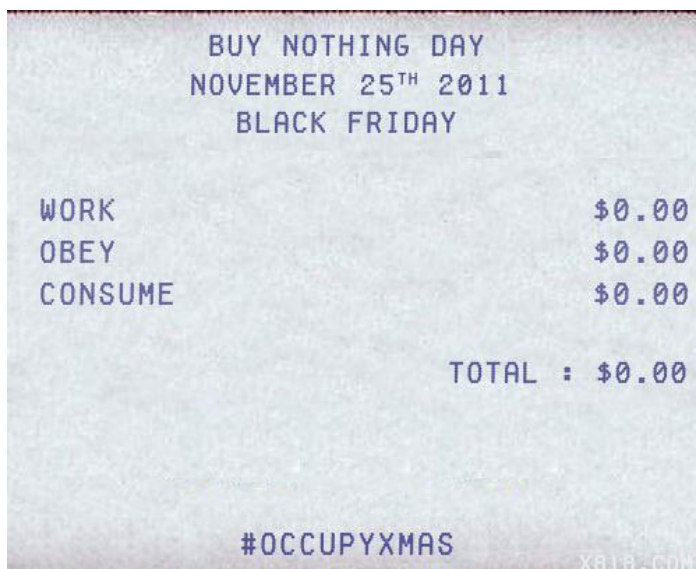 BUY NOTHING DAY
NOVEMBER 25TH 2011
BLACK FRIDAY
WORK $0.00
OBEY $0.00
CONSUME $0.00
TOTAL : $0.00
#OCCUPYXMAS